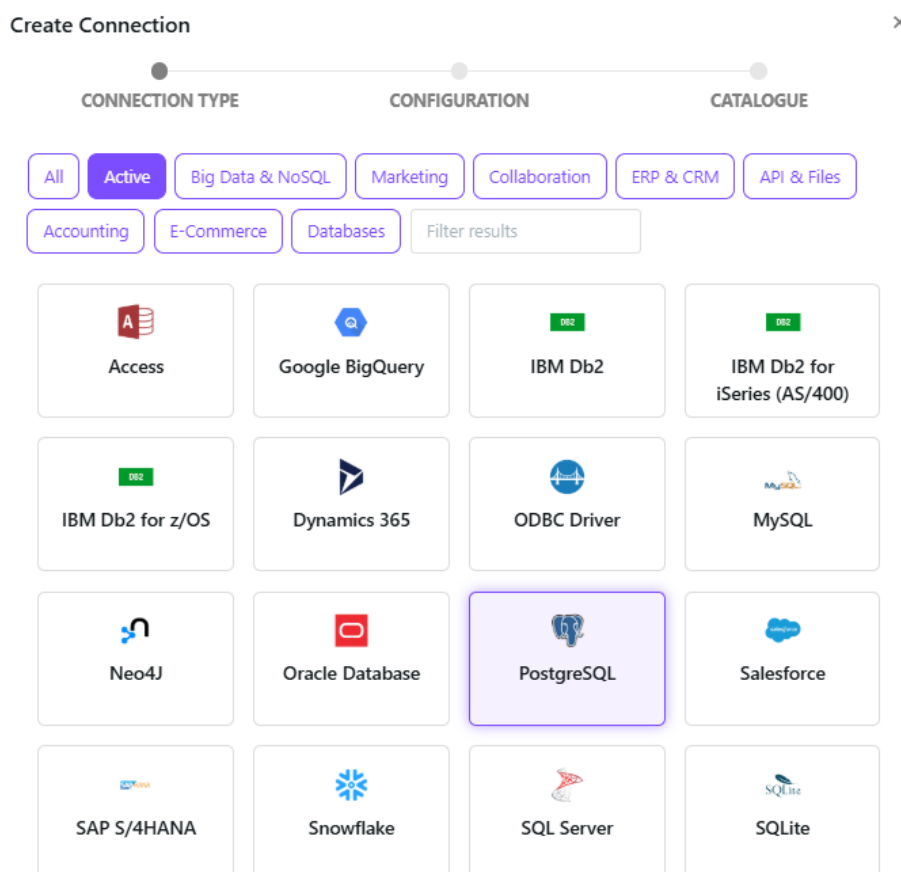 Create Connection
CONNECTION TYPE
CONFIGURATION
CATALOGUE
All
Active
Big Data & NoSQL
Marketing
Collaboration
ERP & CRM
API & Files
Accounting
E-Commerce
Databases
Filter results
A
Access
Google BigQuery
DB2
IBM Db2
DB2
IBM Db2 for
iSeries (AS/400)
DB2
IBM Db2 for z/OS
Dynamics 365
ODBC Driver
MySQL
MySQL
Neo4J
Oracle Database
PostgreSQL
salesforce
Salesforce
SAP HANA
SAP S/4HANA
Snowflake
SQL Server
SQLite
SQLite